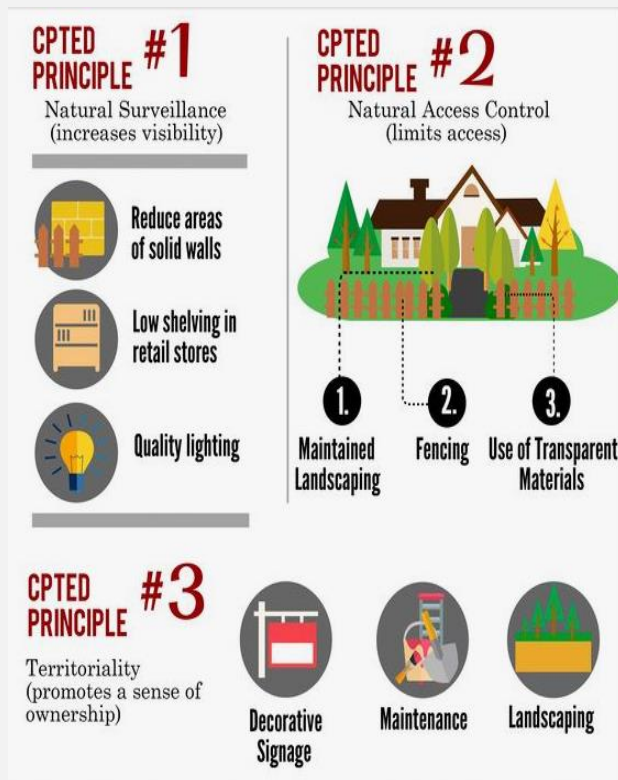 CPTED
PRINCIPLE #1
Natural Surveillance
(increases visibility)
Reduce areas
of solid walls
Low shelving in
retail stores
Quality lighting
CPTED
PRINCIPLE #2
Natural Access Control
(limits access)
1.
Maintained
Landscaping
2.
Fencing
3.
Use of Transparent
Materials
CPTED
PRINCIPLE #3
Territoriality
(promotes a sense of
ownership)
Decorative
Signage
Maintenance
Landscaping